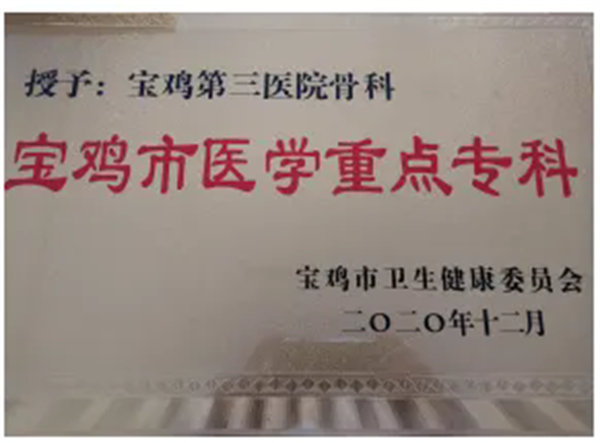 授予：宝鸡第三医院骨科
宝鸡市医学重点专科
宝鸡市卫生健康委员会
二〇二〇年十二月